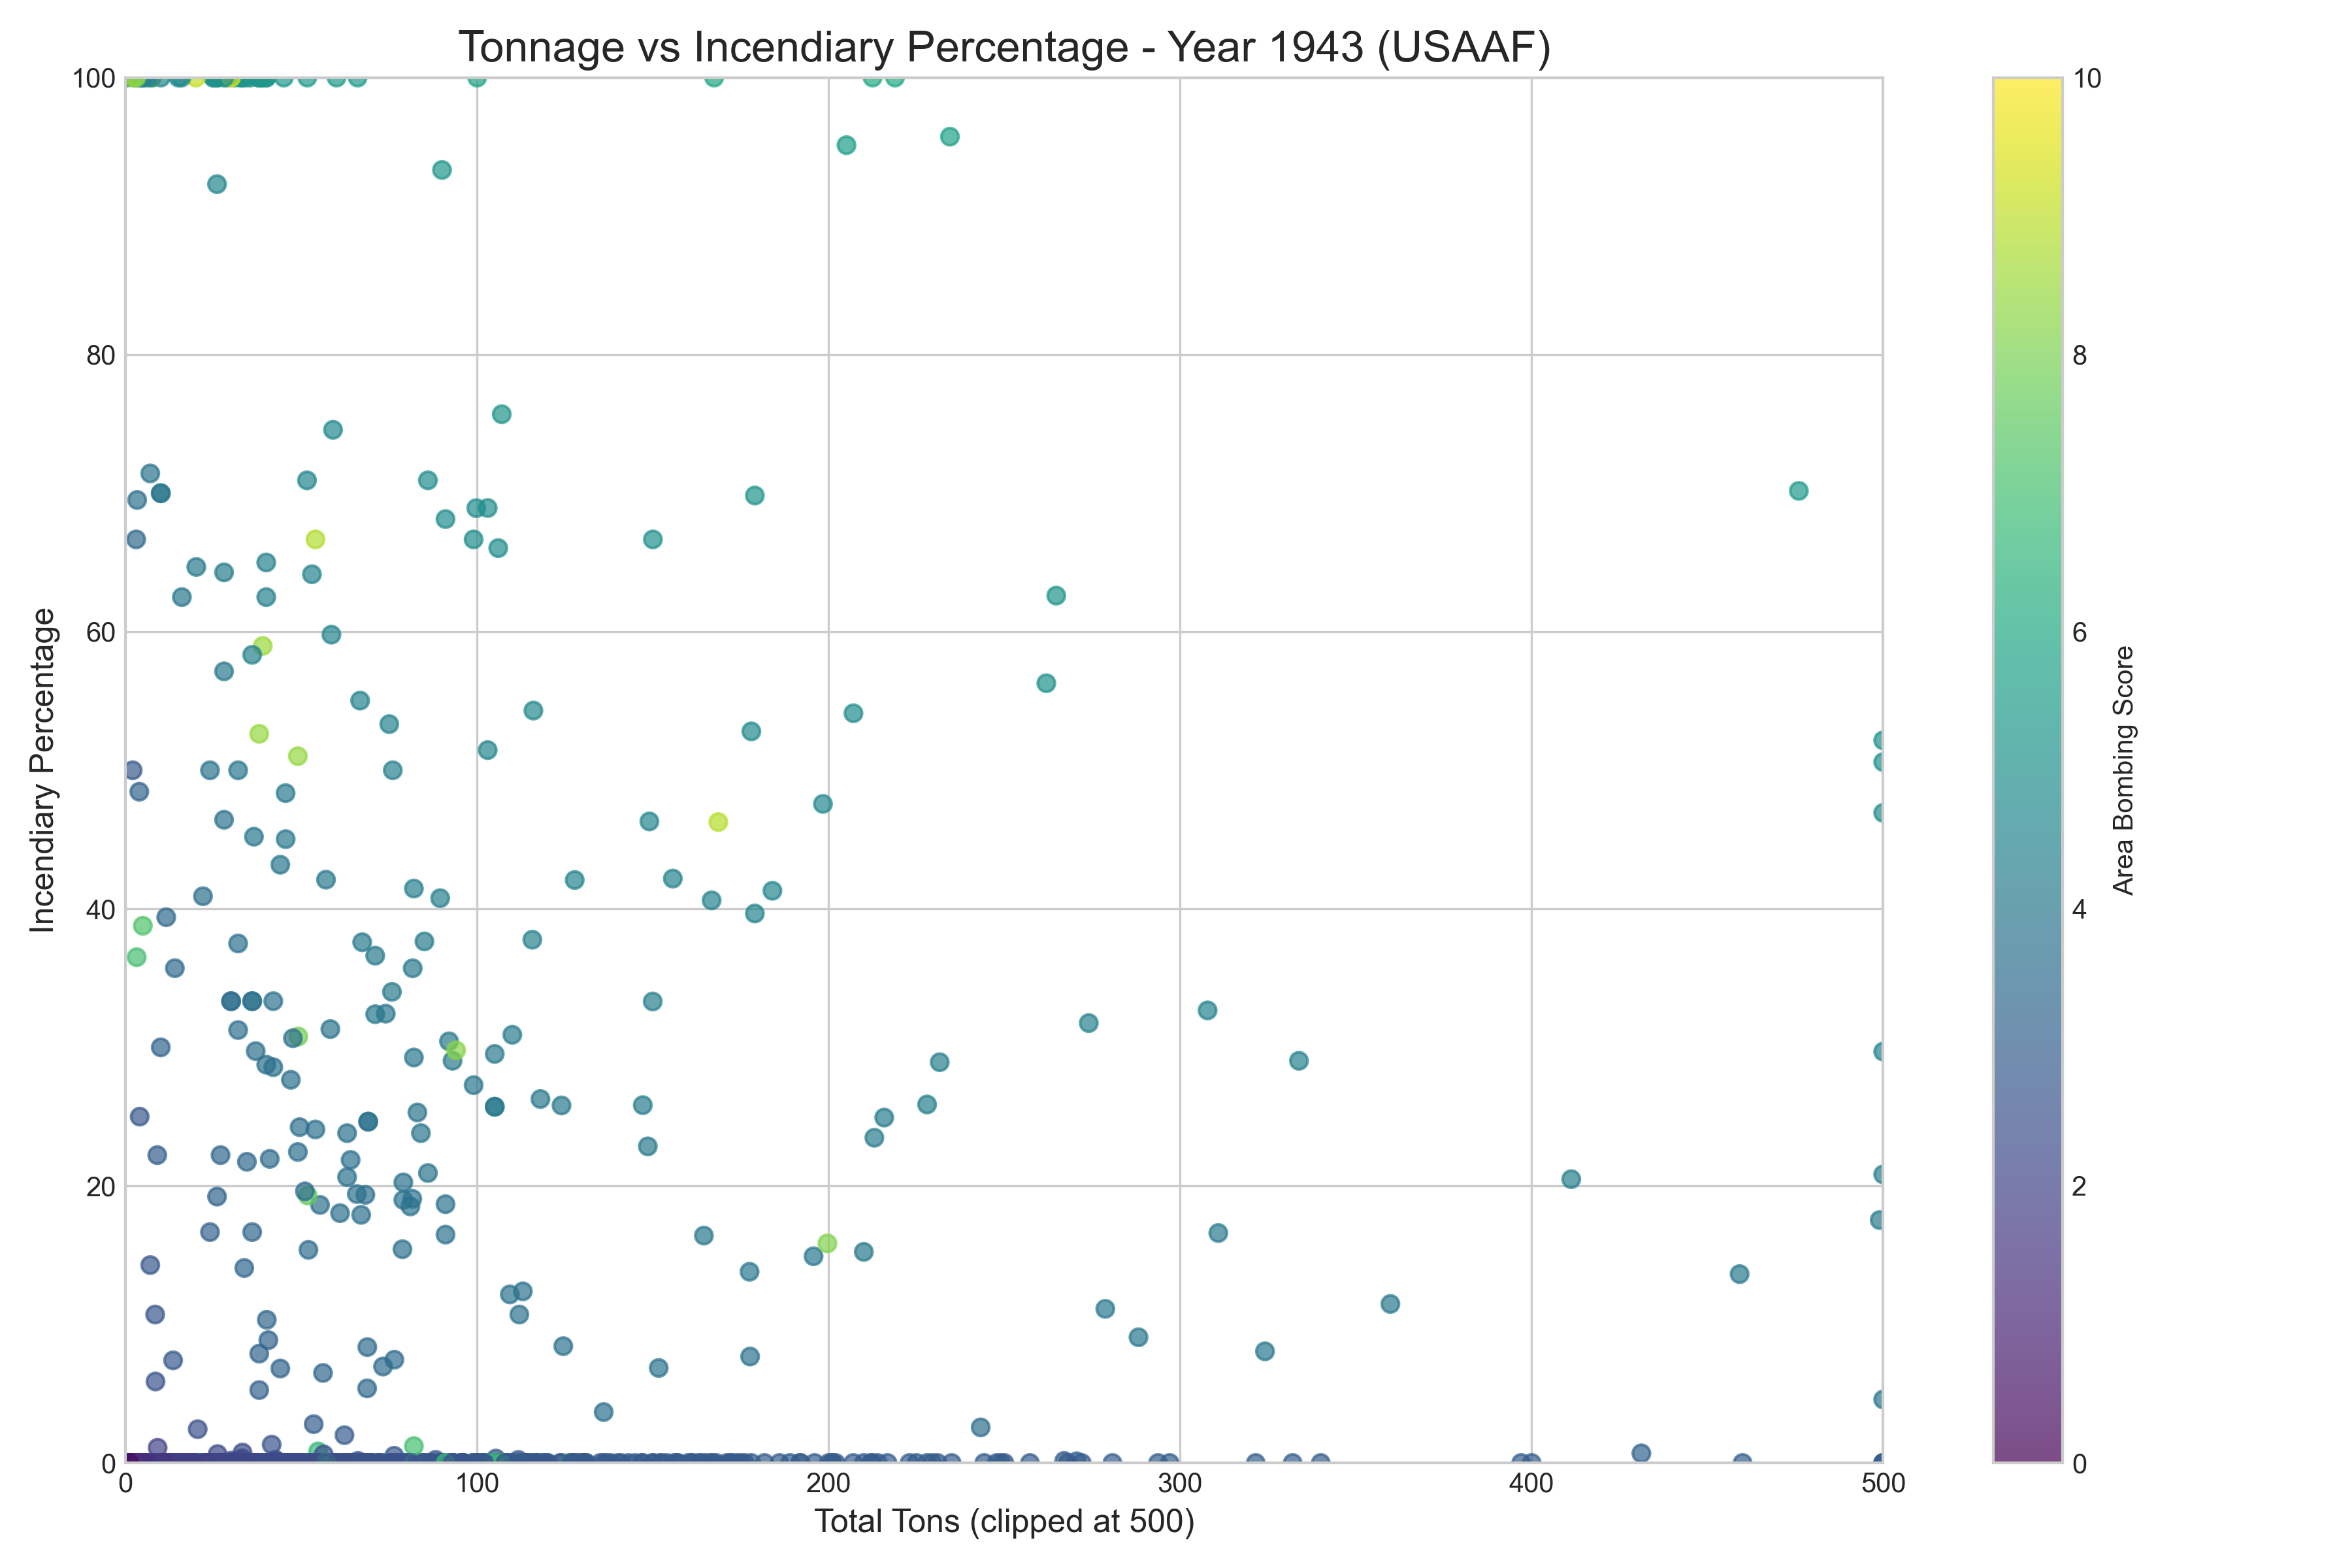 Tonnage vs Incendiary Percentage - Year 1943 (USAAF)
Incendiary Percentage
100
80
60
40
20
0
0 100 200 300 400 500
Total Tons (clipped at 500)
10
8
6
4
2
0
Area Bombing Score